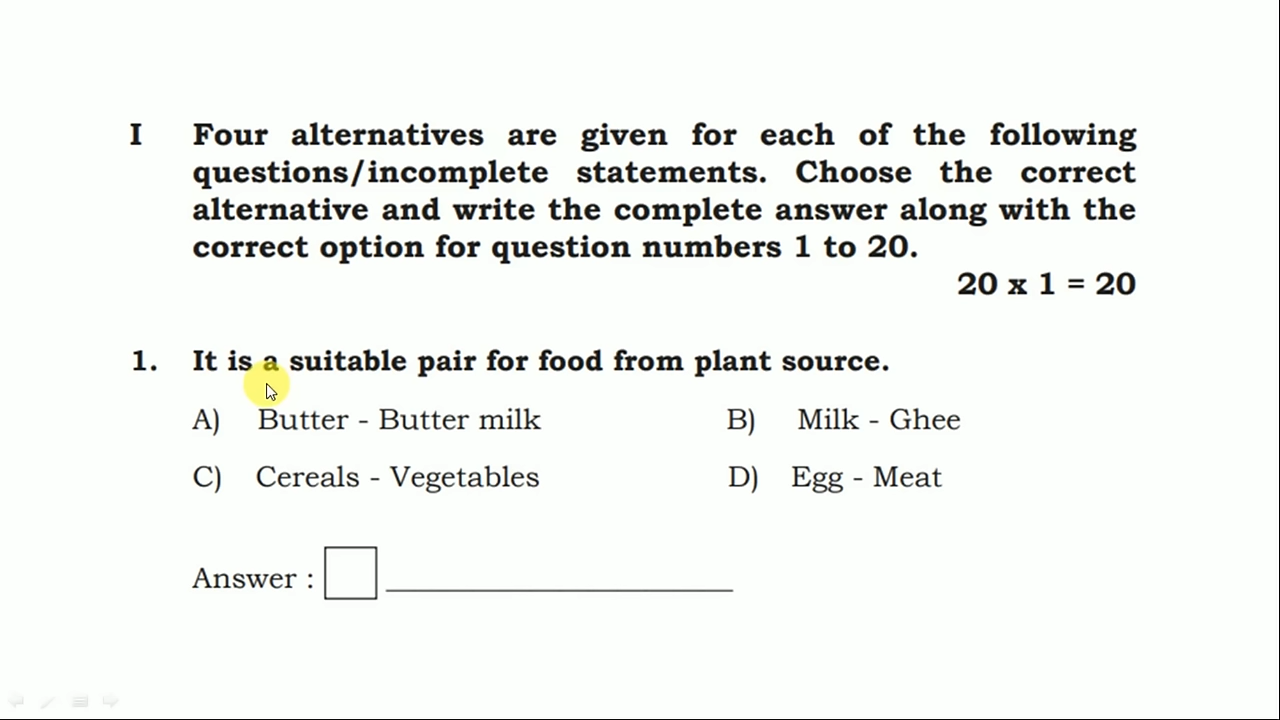 I Four alternatives are given for each of the following
questions/incomplete statements. Choose the correct
alternative and write the complete answer along with the
correct option for question numbers 1 to 20.
20 x 1 = 20
1. It is a suitable pair for food from plant source.
A) Butter - Butter milk B) Milk - Ghee
C) Cereals - Vegetables D) Egg - Meat
Answer :